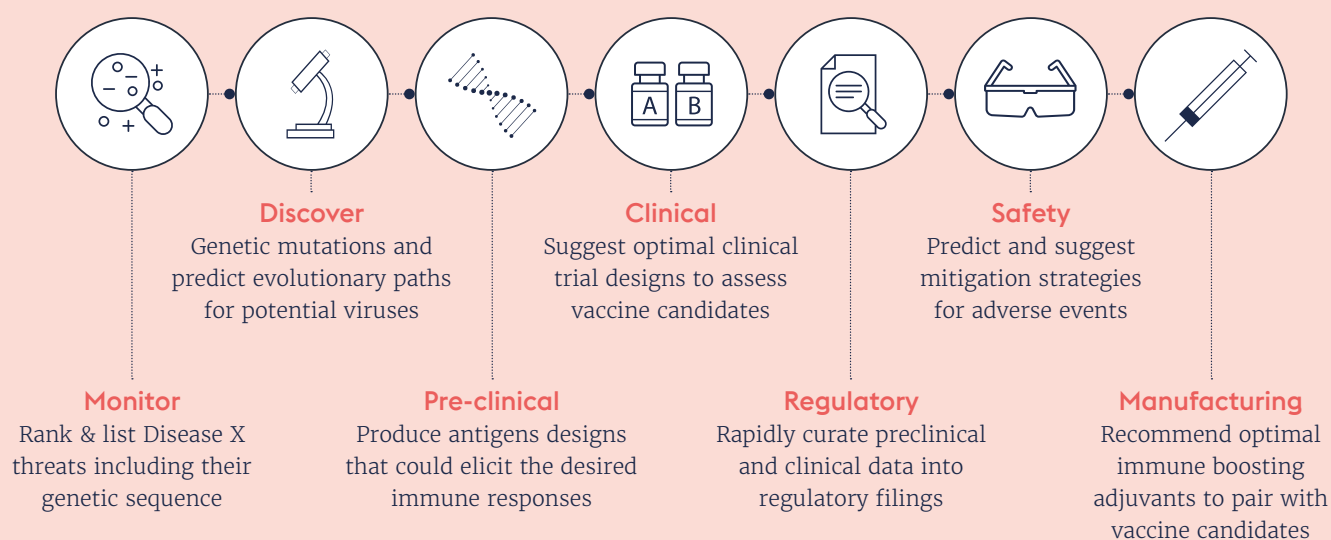 A
B
Discover
Genetic mutations and
predict evolutionary paths
for potential viruses
Clinical
Suggest optimal clinical
trial designs to assess
vaccine candidates
Safety
Predict and suggest
mitigation strategies
for adverse events
Monitor
Rank & list Disease X
threats including their
genetic sequence
Pre-clinical
Produce antigens designs
that could elicit the desired
immune responses
Regulatory
Rapidly curate preclinical
and clinical data into
regulatory filings
Manufacturing
Recommend optimal
immune boosting
adjuvants to pair with
vaccine candidates